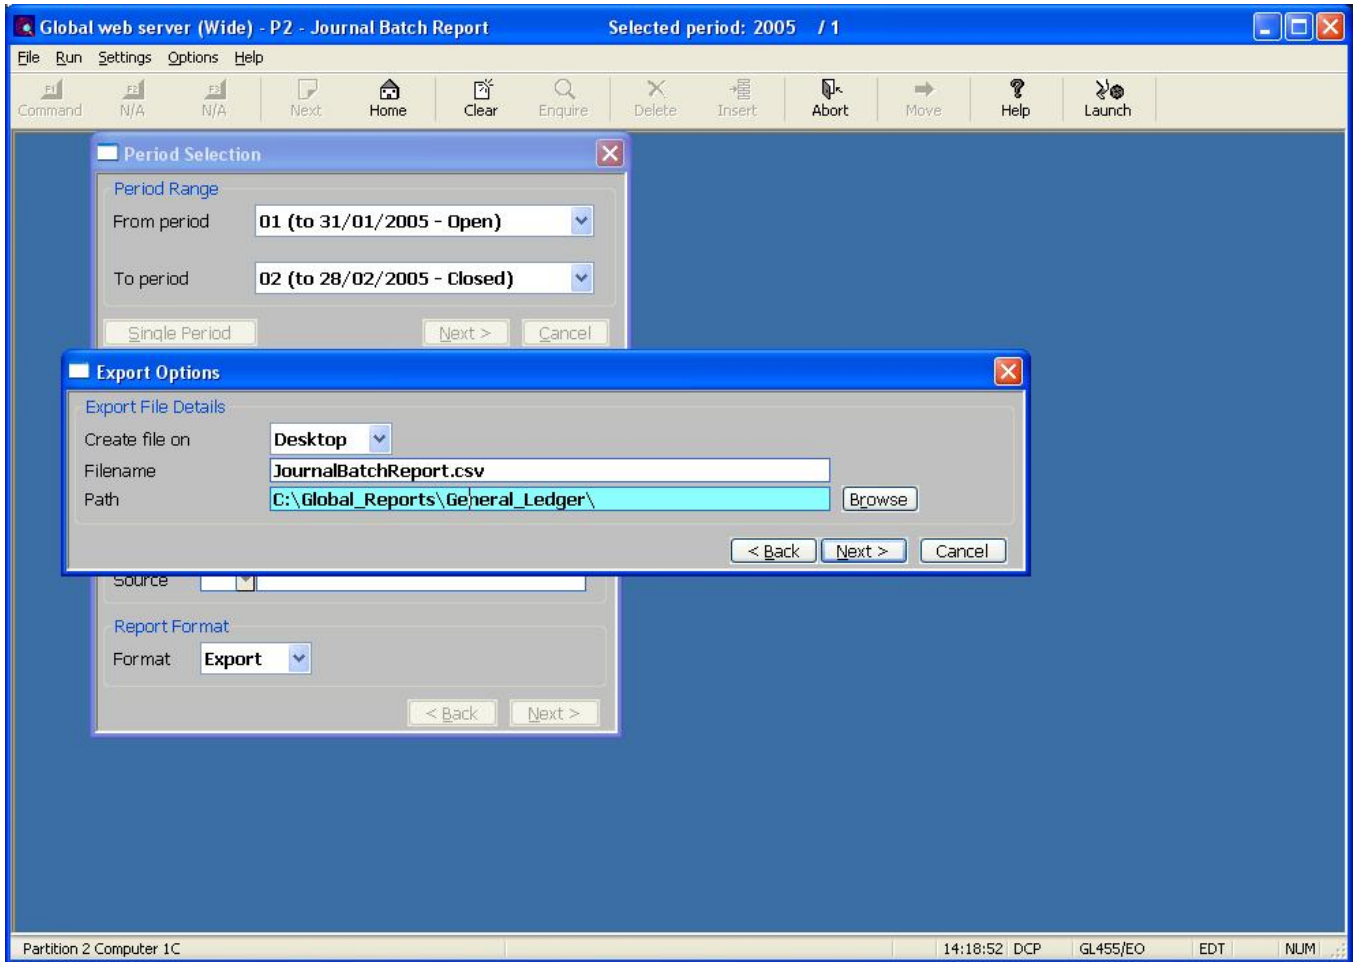 Global web server (Wide) - P2 - Journal Batch Report Selected period: 2005 / 1
File Run Settings Options Help
F1 F2 F3
Command N/A N/A Next Home Clear Enquire Delete Insert Abort Move Help Launch
Period Selection
Period Range
From period 01 (to 31/01/2005 - Open)
To period 02 (to 28/02/2005 - Closed)
Single Period Next > Cancel
Export Options
Export File Details
Create file on Desktop
Filename JournalBatchReport.csv
Path C:\Global_Reports\General_Ledger\ Browse
< Back Next > Cancel
Source
Report Format
Format Export
< Back Next >
Partition 2 Computer 1C 14:18:52 DCP GL455/EO EDT NUM